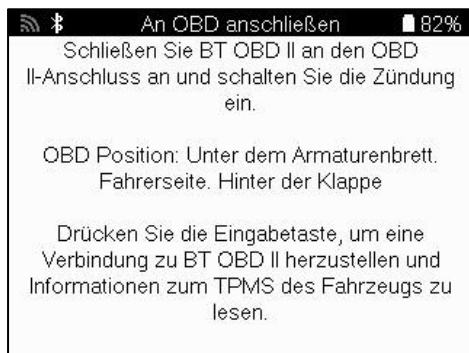 An OBD anschließen 82%
Schließen Sie BT OBD II an den OBD
II-Anschluss an und schalten Sie die Zündung
ein.
OBD Position: Unter dem Armaturenbrett.
Fahrerseite. Hinter der Klappe
Drücken Sie die Eingabetaste, um eine
Verbindung zu BT OBD II herzustellen und
Informationen zum TPMS des Fahrzeugs zu
lesen.